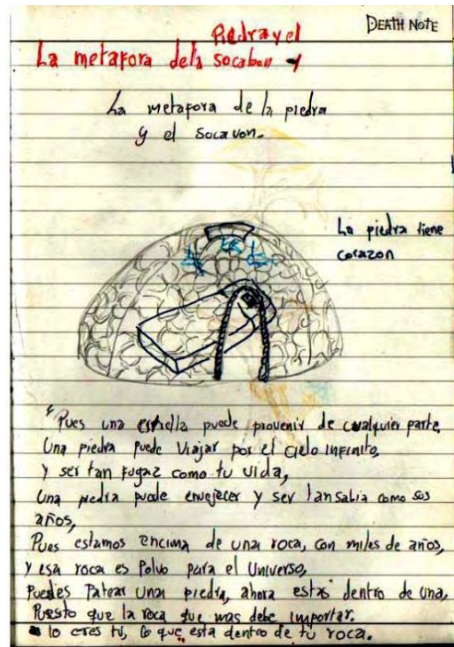 DEATH NOTE
Piedra y el
La metafora dela socabon
La metafora de la piedra
y el socavon.
La piedra tiene
corazon
"Pues una estrella puede provenir de cualquier parte,
Una piedra puede viajar por el cielo infinito,
y ser tan fugaz como tu vida,
Una piedra puede envejecer y ser tan sabia como sus
años,
Pues estamos encima de una roca, con miles de años,
y esa roca es Polvo para el Universo,
Puedes Patear una piedra, ahora estas dentro de una,
Puesto que la roca que mas debe importar.
lo eres tú, lo que esta dentro de tu roca.